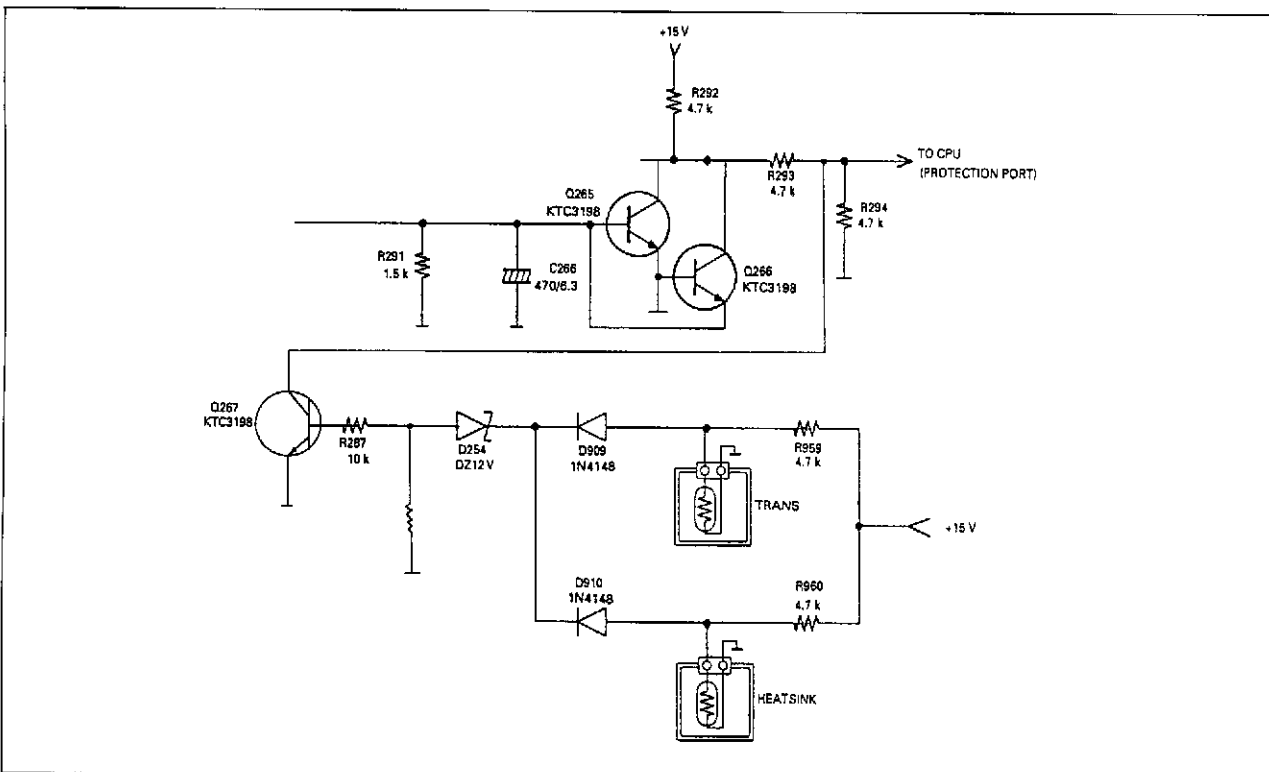 +15 V
R292
4.7 k
TO CPU
(PROTECTION PORT)
R293
4.7 k
R294
4.7 k
Q265
KTC3198
R291
1.5 k
C266
470/6.3
Q266
KTC3198
Q267
KTC3198
R287
10 k
D254
DZ12V
D909
1N4148
R959
4.7 k
TRANS
+15 V
D910
1N4148
R960
4.7 k
HEATSINK